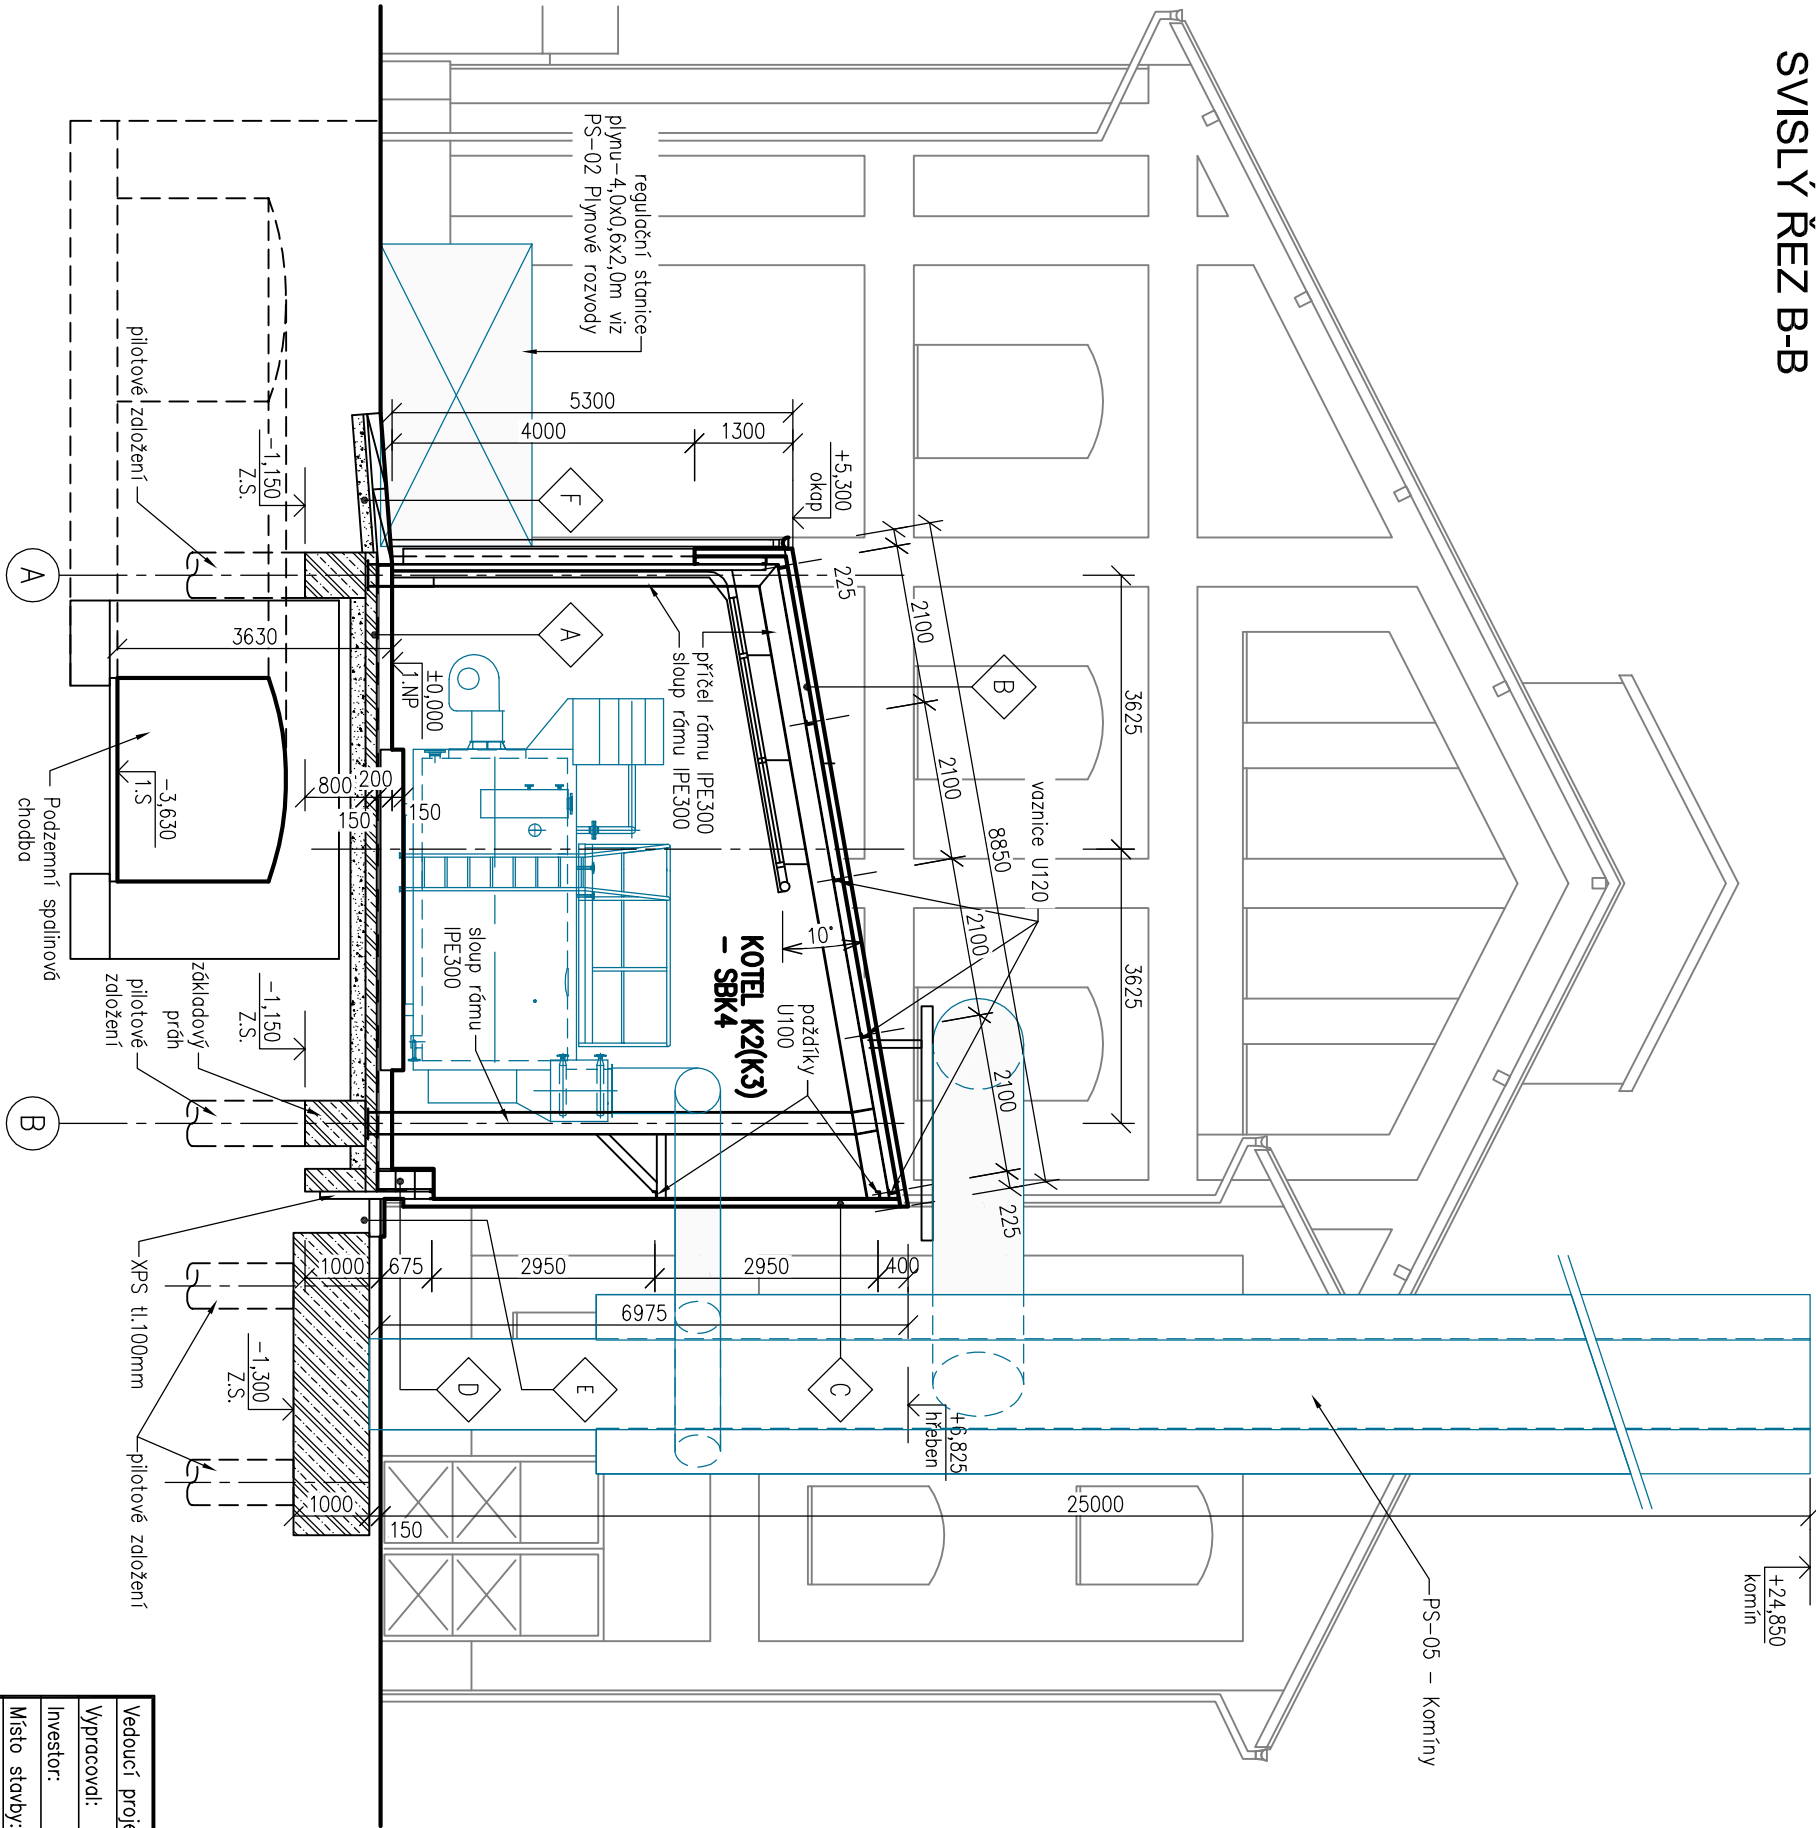 SVISLÝ ŘEZ B-B
+24,850
komín
PS-05 - Komíny
25000
regulační stanice
plynu-4,0x0,6x2,0m viz
PS-02 Plynové rozvody
5300
4000
1300
+5,300
okap
225
2100
2100
2100
2100
225
8850
3625
3625
vaznice U120
B
F
A
příčel rámu IPE300
sloup rámu IPE300
10°
KOTEL K2(K3)
- SBK4
pazdíky
U100
sloup rámu
IPE300
±0,000
1.NP
3630
800
200
150
150
-3,630
1.S
Podzemní spalinová
chodba
pilotové založení
-1,150
Z.S.
A
-1,150
Z.S.
základový
práh
pilotové
založení
B
XPS tl.100mm
pilotové založení
-1,300
Z.S.
1000
675
2950
2950
400
6975
+6,825
hřeben
C
D
E
1000
150
Vedoucí proje
Vypracoval:
Investor:
Místo stavby: